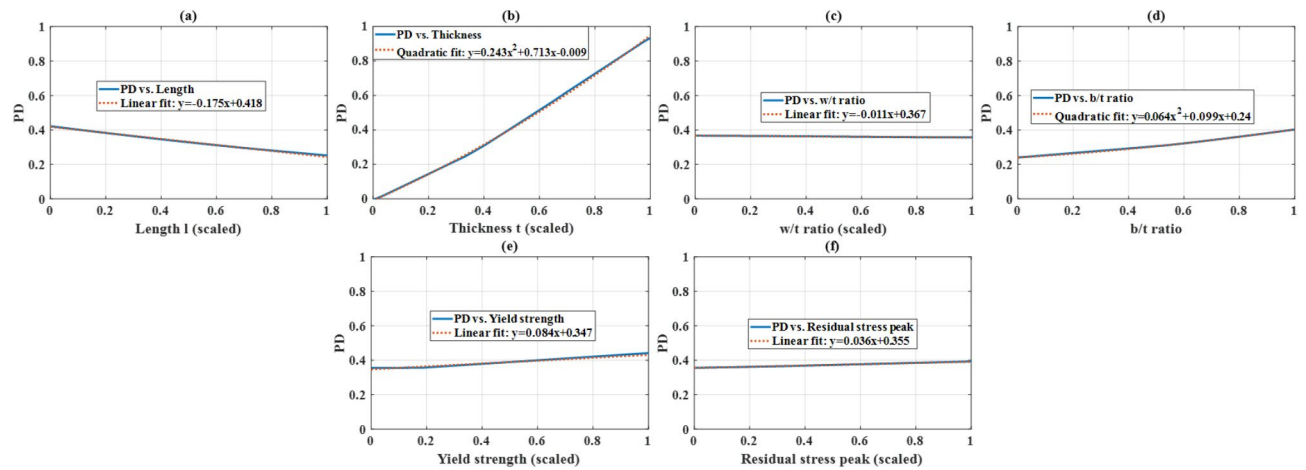 (a)
1
0.8
0.6
0.4
0.2
0
PD
PD vs. Length
Linear fit: y=-0.175x+0.418
0 0.2 0.4 0.6 0.8 1
Length l (scaled)
(b)
1
0.8
0.6
0.4
0.2
0
PD
PD vs. Thickness
Quadratic fit: y=0.243x²+0.713x-0.009
0 0.2 0.4 0.6 0.8 1
Thickness t (scaled)
(c)
1
0.8
0.6
0.4
0.2
0
PD
PD vs. w/t ratio
Linear fit: y=-0.011x+0.367
0 0.2 0.4 0.6 0.8 1
w/t ratio (scaled)
(d)
1
0.8
0.6
0.4
0.2
0
PD
PD vs. b/t ratio
Quadratic fit: y=0.064x²+0.099x+0.24
0 0.2 0.4 0.6 0.8 1
b/t ratio
(e)
1
0.8
0.6
0.4
0.2
0
PD
PD vs. Yield strength
Linear fit: y=0.084x+0.347
0 0.2 0.4 0.6 0.8 1
Yield strength (scaled)
(f)
1
0.8
0.6
0.4
0.2
0
PD
PD vs. Residual stress peak
Linear fit: y=0.036x+0.355
0 0.2 0.4 0.6 0.8 1
Residual stress peak (scaled)